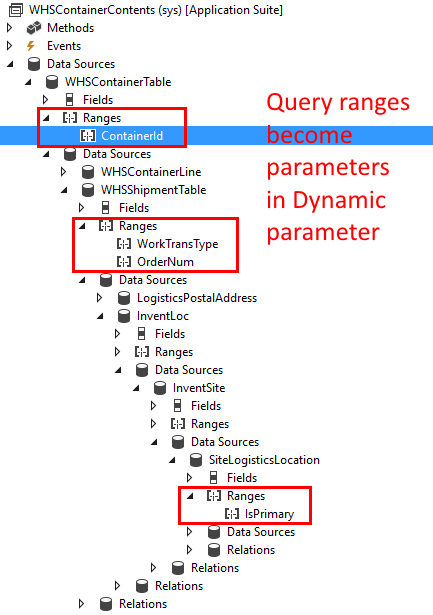 WHSContainerContents (sys) [Application Suite]
Methods
Events
Data Sources
WHSContainerTable
Fields
Ranges
ContainerId
Data Sources
WHSContainerLine
WHSShipmentTable
Fields
Ranges
WorkTransType
OrderNum
Data Sources
LogisticsPostalAddress
InventLoc
Fields
Ranges
Data Sources
InventSite
Fields
Ranges
Data Sources
SiteLogisticsLocation
Fields
Ranges
IsPrimary
Data Sources
Relations
Relations
Relations
Relations
Query ranges
become
parameters
in Dynamic
parameter